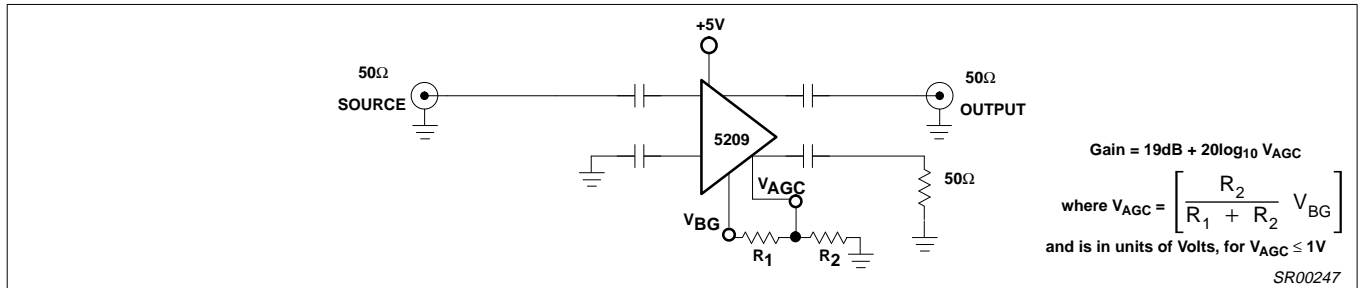 +5V
50Ω
SOURCE
50Ω
OUTPUT
5209
50Ω
VAGC
VBG
R1
R2
Gain = 19dB + 20log10 VAGC
where VAGC = [ R2 / (R1 + R2) VBG ]
and is in units of Volts, for VAGC ≤ 1V
SR00247